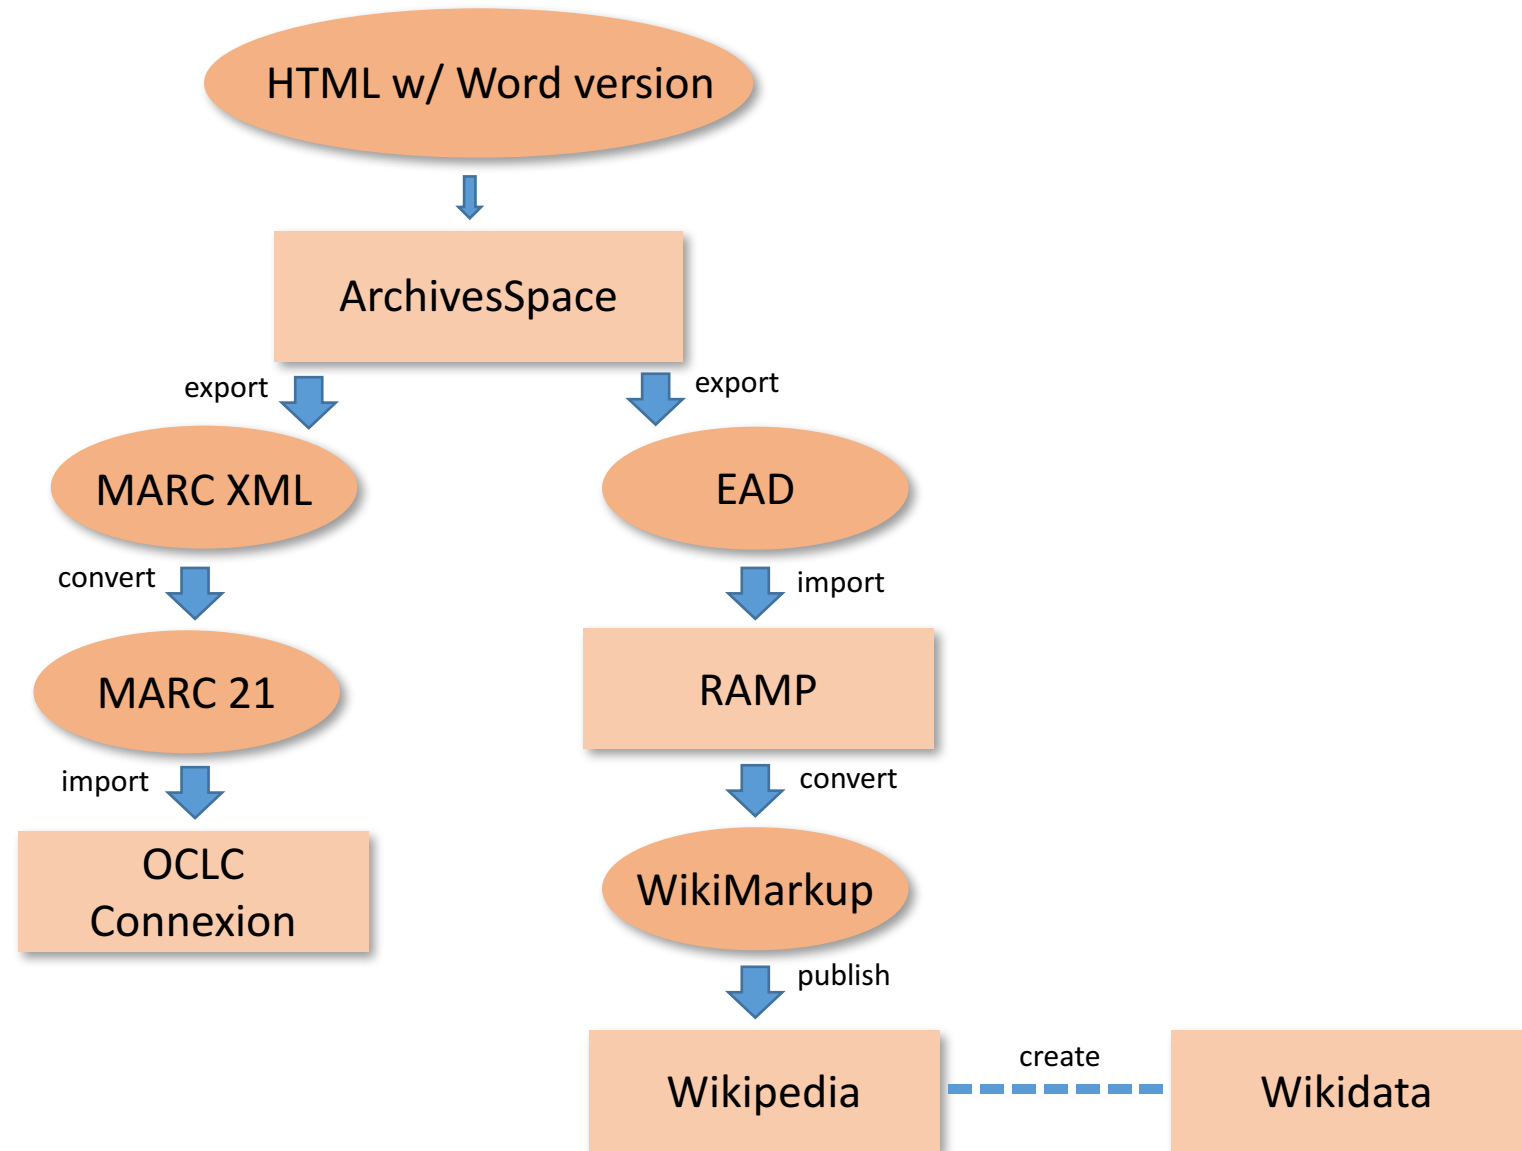 HTML w/ Word version
ArchivesSpace
export
export
MARC XML
EAD
convert
import
MARC 21
RAMP
import
convert
OCLC
Connexion
WikiMarkup
publish
Wikipedia
create
Wikidata